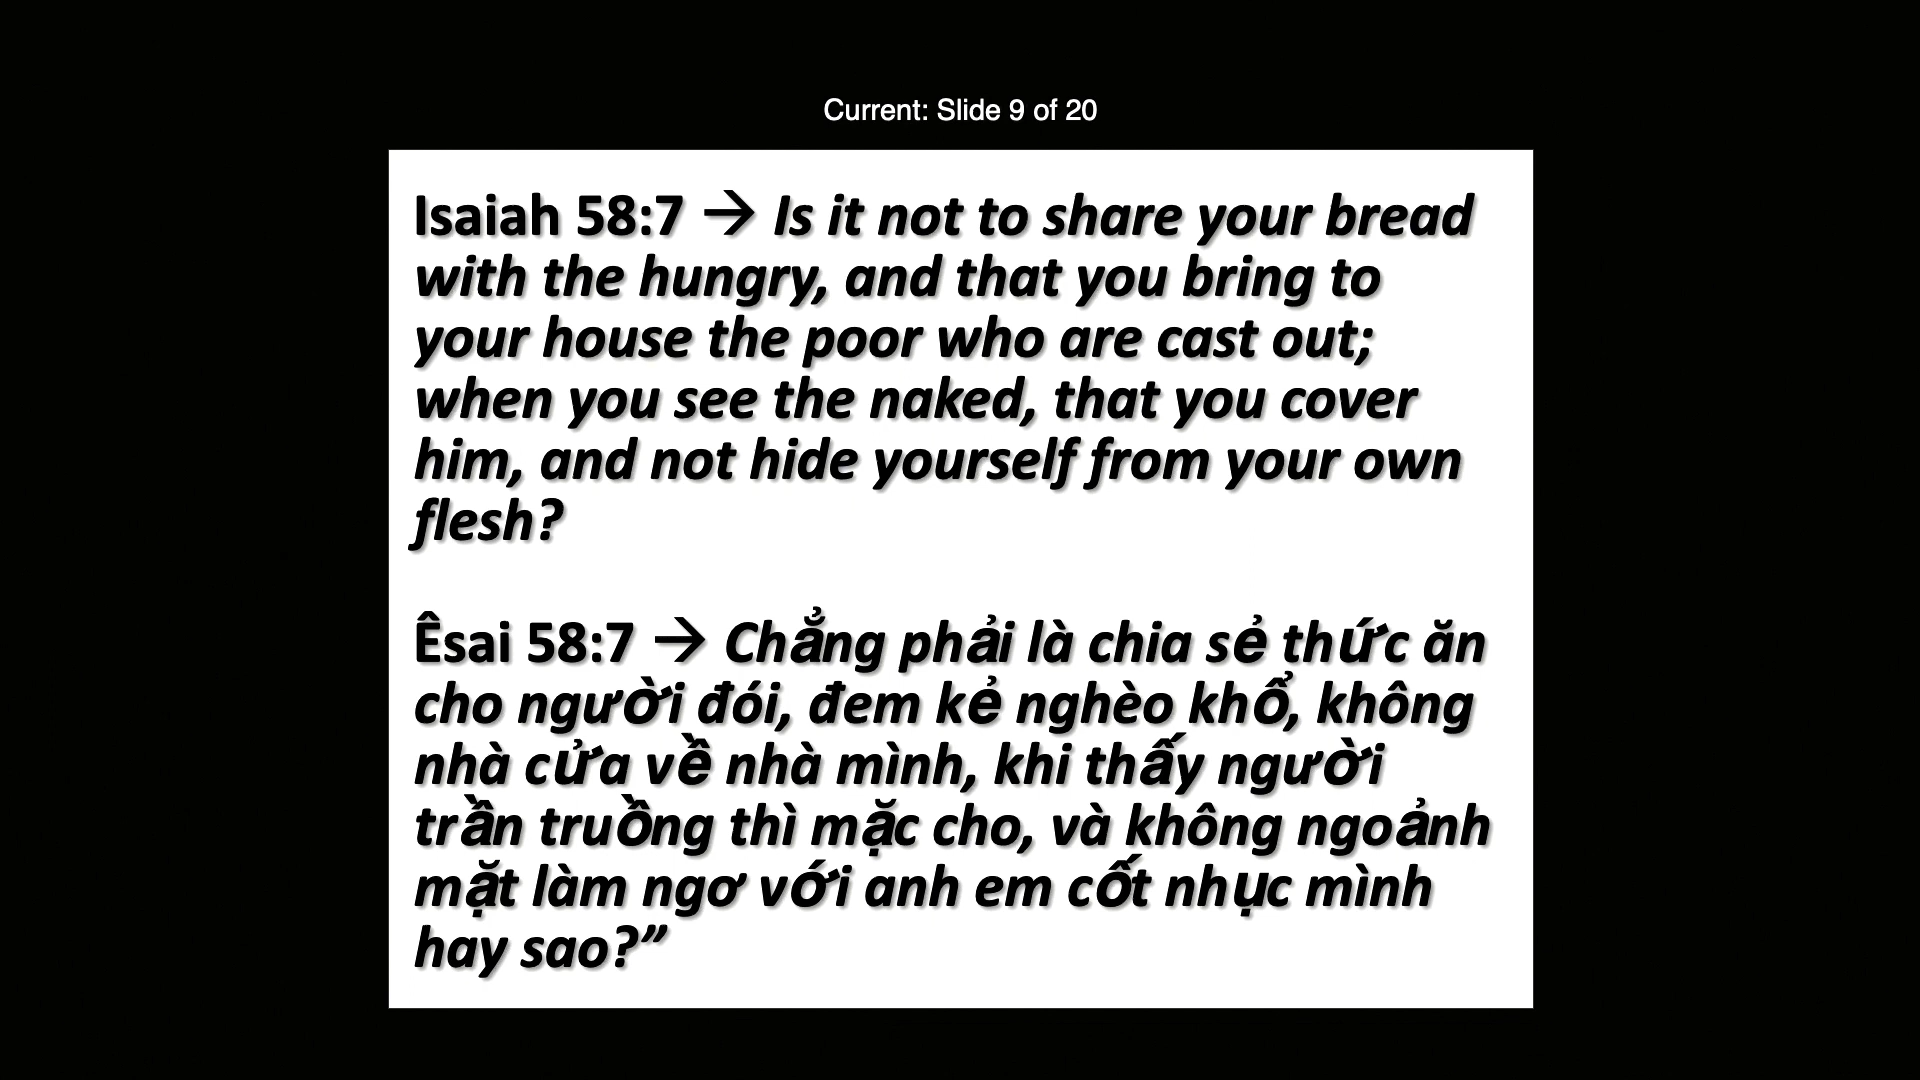 Current: Slide 9 of 20
Isaiah 58:7 → Is it not to share your bread
with the hungry, and that you bring to
your house the poor who are cast out;
when you see the naked, that you cover
him, and not hide yourself from your own
flesh?
Êsai 58:7 → Chẳng phải là chia sẻ thức ăn
cho người đói, đem kẻ nghèo khổ, không
nhà cửa về nhà mình, khi thấy người
trần truồng thì mặc cho, và không ngoảnh
mặt làm ngơ với anh em cốt nhục mình
hay sao?”